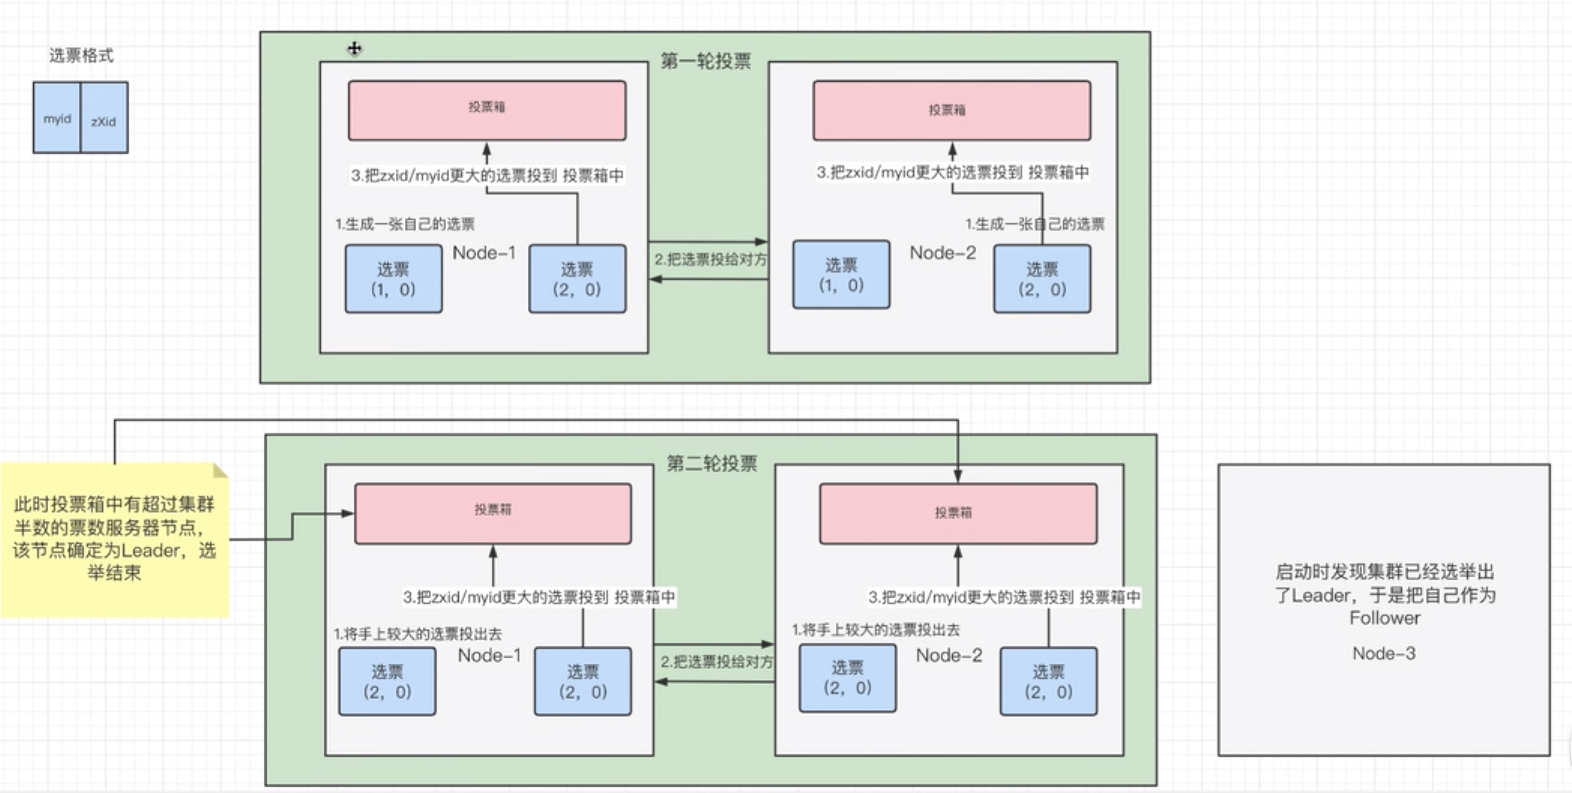 选票格式
myid
zXid
第一轮投票
投票箱
3.把zxid/myid更大的选票投到 投票箱中
1.生成一张自己的选票
Node-1
选票
(1, 0)
选票
(2, 0)
2.把选票投给对方
投票箱
3.把zxid/myid更大的选票投到 投票箱中
1.生成一张自己的选票
Node-2
选票
(1, 0)
选票
(2, 0)
此时投票箱中有超过集群
半数的票数服务器节点,
该节点确定为Leader, 选
举结束
第二轮投票
投票箱
3.把zxid/myid更大的选票投到 投票箱中
1.将手上较大的选票投出去
Node-1
选票
(2, 0)
选票
(2, 0)
2.把选票投给对方
投票箱
3.把zxid/myid更大的选票投到 投票箱中
1.将手上较大的选票投出去
Node-2
选票
(2, 0)
选票
(2, 0)
启动时发现集群已经选举出
了Leader, 于是把自己作为
Follower
Node-3